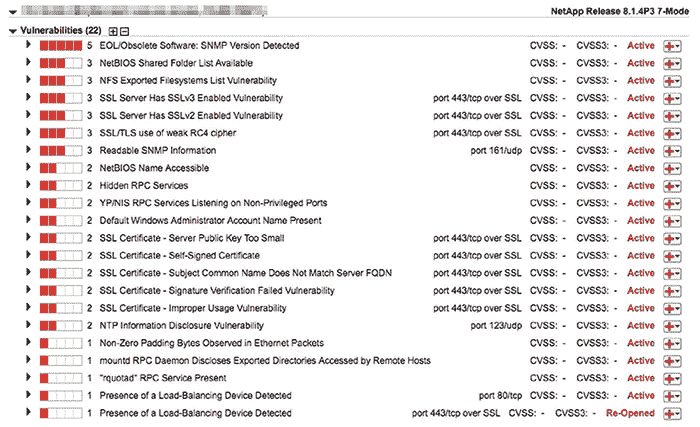 NetApp Release 8.1.4P3 7-Mode
Vulnerabilities (22)
5 EOL/Obsolete Software: SNMP Version Detected CVSS: - CVSS3: - Active
3 NetBIOS Shared Folder List Available CVSS: - CVSS3: - Active
3 NFS Exported Filesystems List Vulnerability CVSS: - CVSS3: - Active
3 SSL Server Has SSLv3 Enabled Vulnerability port 443/tcp over SSL CVSS: - CVSS3: - Active
3 SSL Server Has SSLv2 Enabled Vulnerability port 443/tcp over SSL CVSS: - CVSS3: - Active
3 SSL/TLS use of weak RC4 cipher port 443/tcp over SSL CVSS: - CVSS3: - Active
3 Readable SNMP Information port 161/udp CVSS: - CVSS3: - Active
2 NetBIOS Name Accessible CVSS: - CVSS3: - Active
2 Hidden RPC Services CVSS: - CVSS3: - Active
2 YP/NIS RPC Services Listening on Non-Privileged Ports CVSS: - CVSS3: - Active
2 Default Windows Administrator Account Name Present CVSS: - CVSS3: - Active
2 SSL Certificate - Server Public Key Too Small port 443/tcp over SSL CVSS: - CVSS3: - Active
2 SSL Certificate - Self-Signed Certificate port 443/tcp over SSL CVSS: - CVSS3: - Active
2 SSL Certificate - Subject Common Name Does Not Match Server FQDN port 443/tcp over SSL CVSS: - CVSS3: - Active
2 SSL Certificate - Signature Verification Failed Vulnerability port 443/tcp over SSL CVSS: - CVSS3: - Active
2 SSL Certificate - Improper Usage Vulnerability port 443/tcp over SSL CVSS: - CVSS3: - Active
2 NTP Information Disclosure Vulnerability port 123/udp CVSS: - CVSS3: - Active
1 Non-Zero Padding Bytes Observed in Ethernet Packets CVSS: - CVSS3: - Active
1 mountd RPC Daemon Discloses Exported Directories Accessed by Remote Hosts CVSS: - CVSS3: - Active
1 "rquotad" RPC Service Present CVSS: - CVSS3: - Active
1 Presence of a Load-Balancing Device Detected port 80/tcp CVSS: - CVSS3: - Active
1 Presence of a Load-Balancing Device Detected port 443/tcp over SSL CVSS: - CVSS3: - Re-Opened